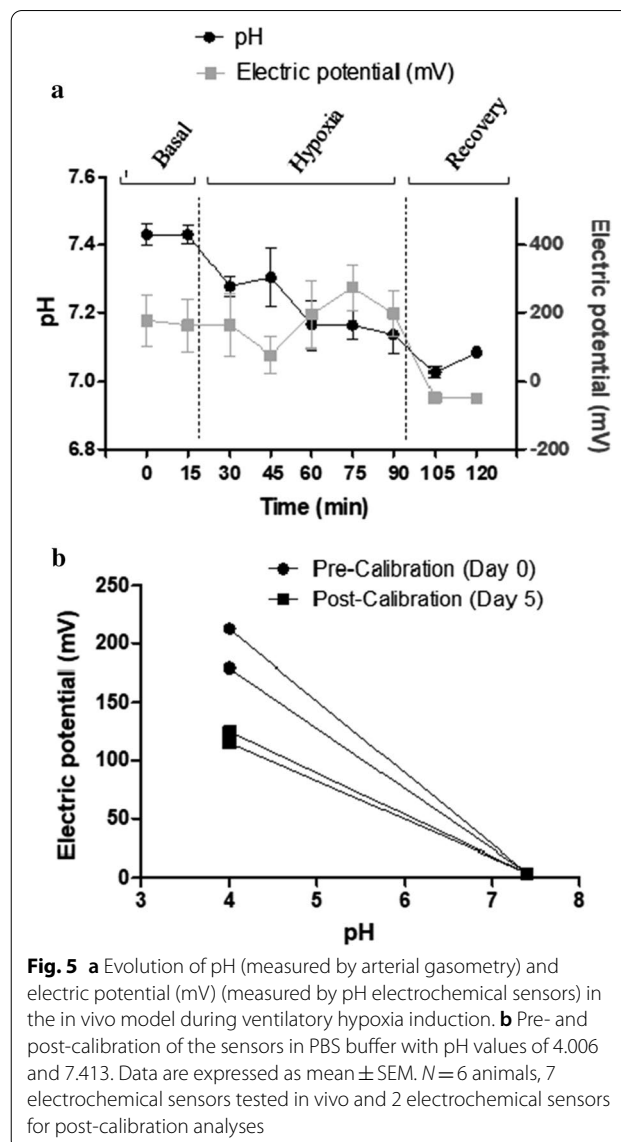 pH
Electric potential (mV)
a
Basal
Hypoxia
Recovery
7.6
7.4
7.2
7.0
6.8
pH
400
200
0
-200
Electric potential (mV)
0 15 30 45 60 75 90 105 120
Time (min)
b
Pre-Calibration (Day 0)
Post-Calibration (Day 5)
250
200
150
100
50
0
Electric potential (mV)
3 4 5 6 7 8
pH
Fig. 5 a Evolution of pH (measured by arterial gasometry) and
electric potential (mV) (measured by pH electrochemical sensors) in
the in vivo model during ventilatory hypoxia induction. b Pre- and
post-calibration of the sensors in PBS buffer with pH values of 4.006
and 7.413. Data are expressed as mean ± SEM. N = 6 animals, 7
electrochemical sensors tested in vivo and 2 electrochemical sensors
for post-calibration analyses